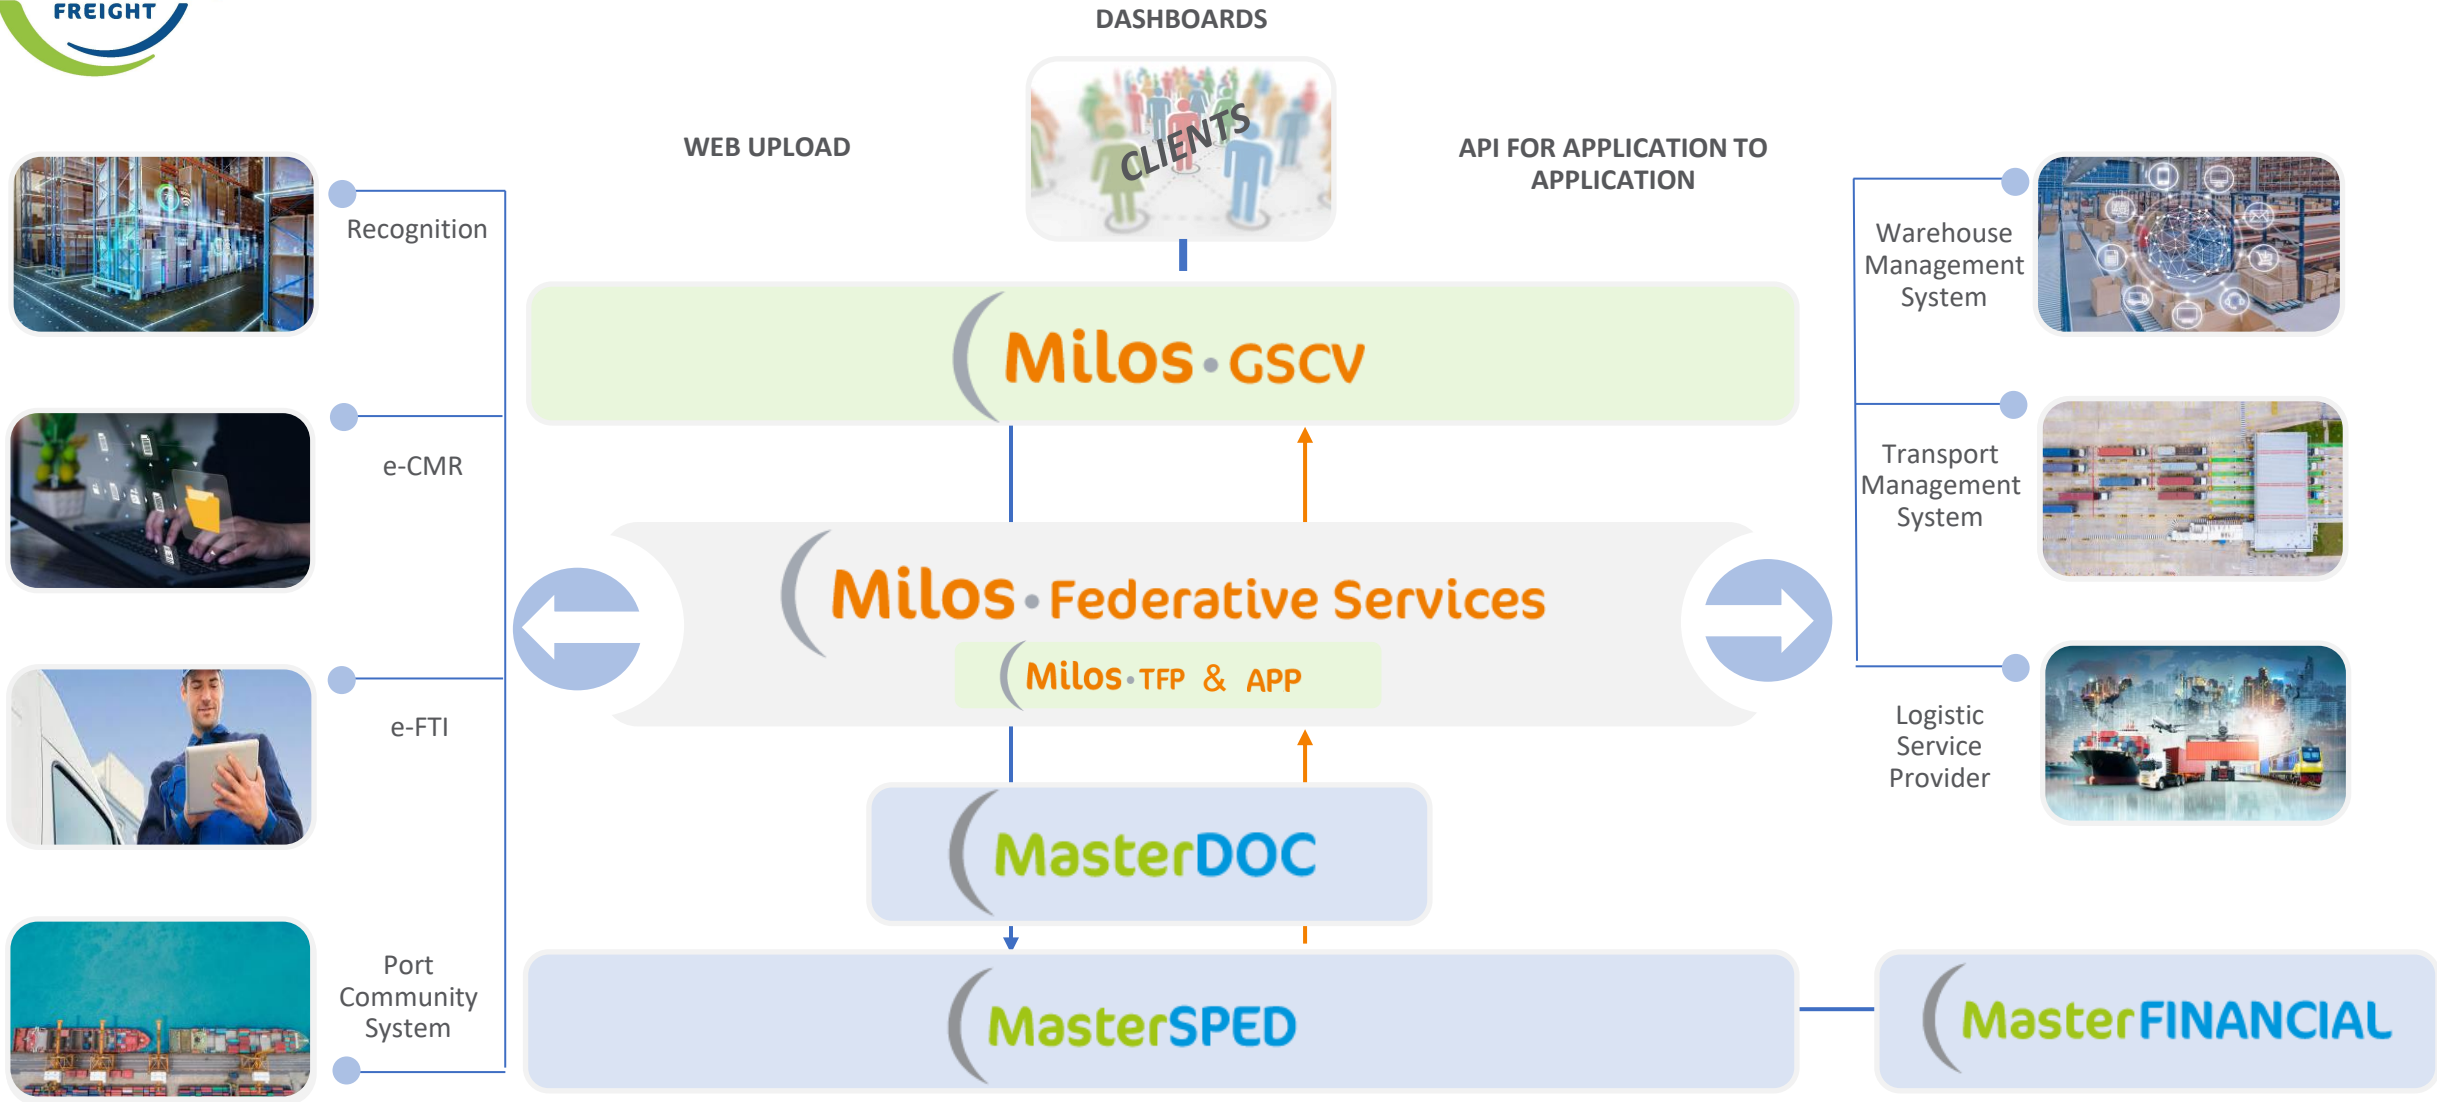 FREIGHT
DASHBOARDS
CLIENTS
WEB UPLOAD
API FOR APPLICATION TO
APPLICATION
Recognition
e-CMR
e-FTI
Port
Community
System
Milos • GSCV
Milos • Federative Services
Milos • TFP & APP
MasterDOC
MasterSPED
MasterFINANCIAL
Warehouse
Management
System
Transport
Management
System
Logistic
Service
Provider